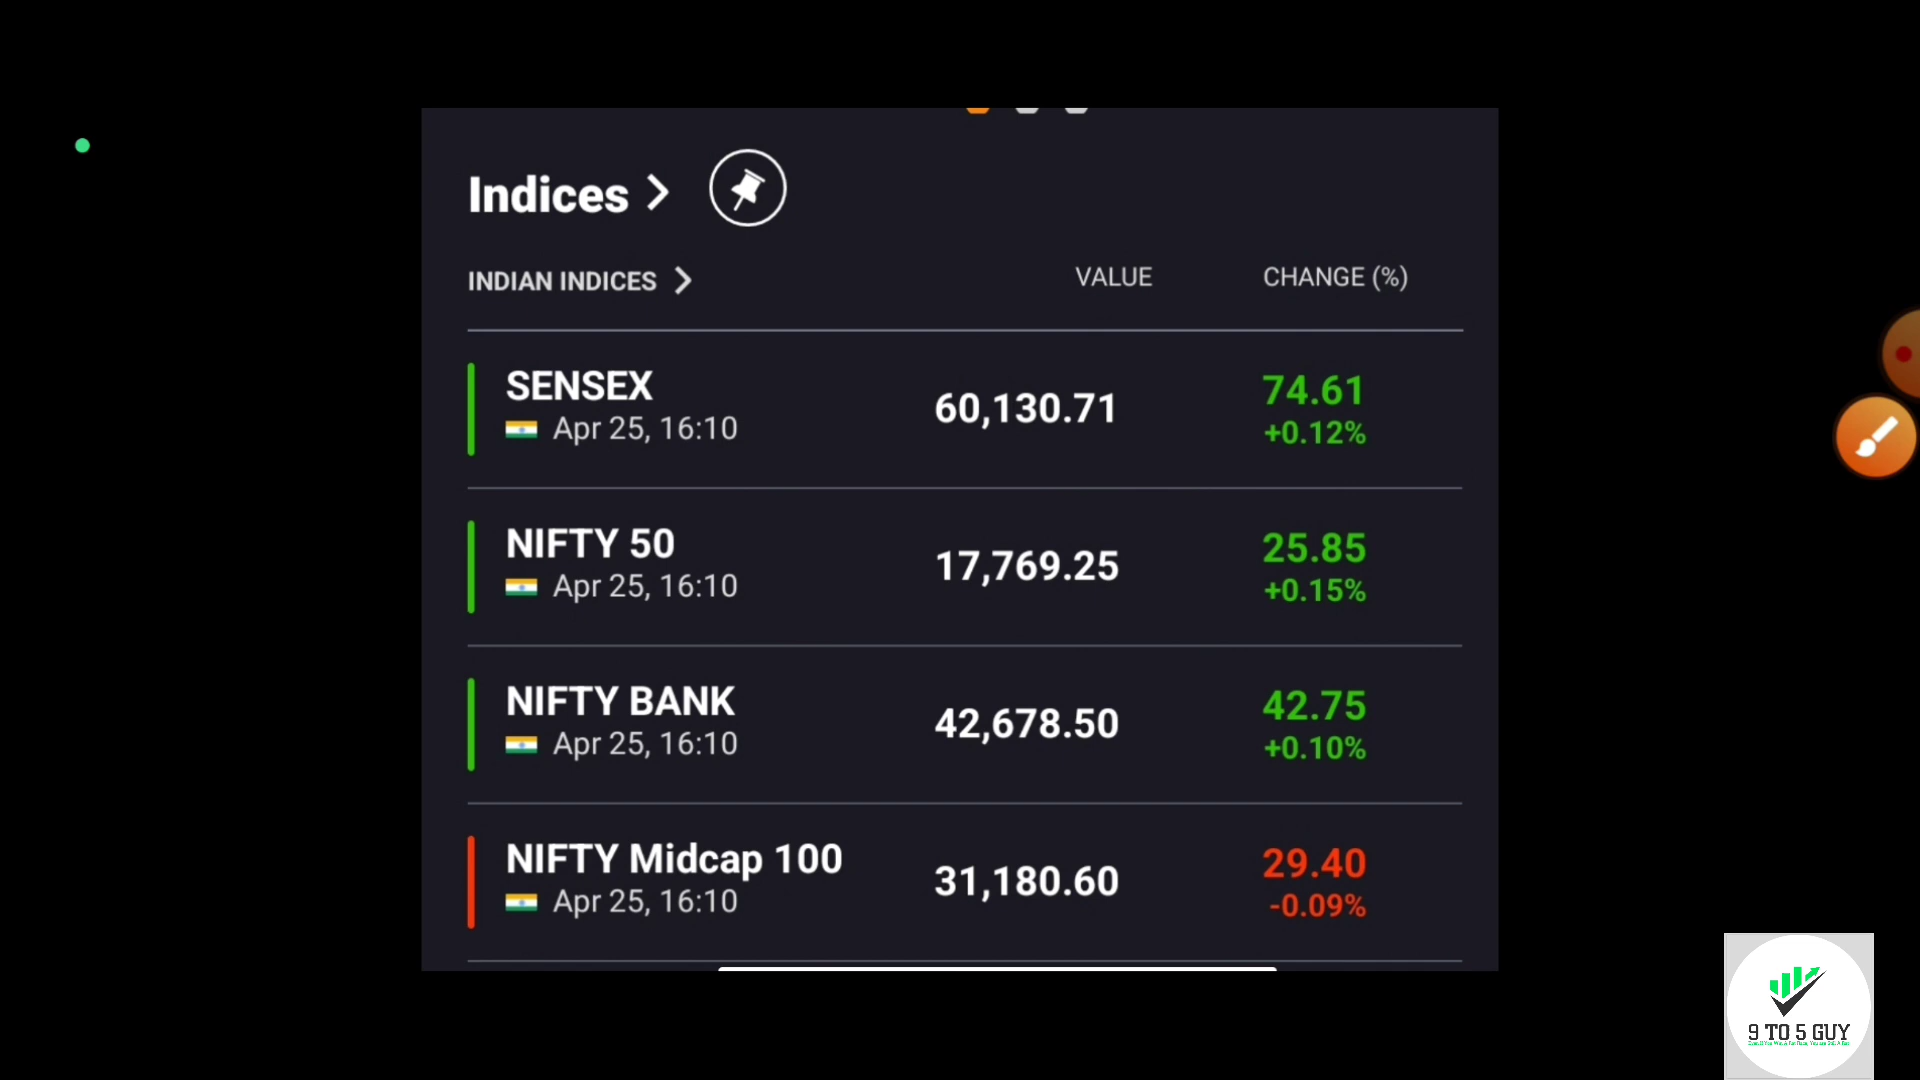 Indices
INDIAN INDICES VALUE CHANGE (%)
SENSEX
Apr 25, 16:10
60,130.71
74.61
+0.12%
NIFTY 50
Apr 25, 16:10
17,769.25
25.85
+0.15%
NIFTY BANK
Apr 25, 16:10
42,678.50
42.75
+0.10%
NIFTY Midcap 100
Apr 25, 16:10
31,180.60
29.40
-0.09%
9 TO 5 GUY